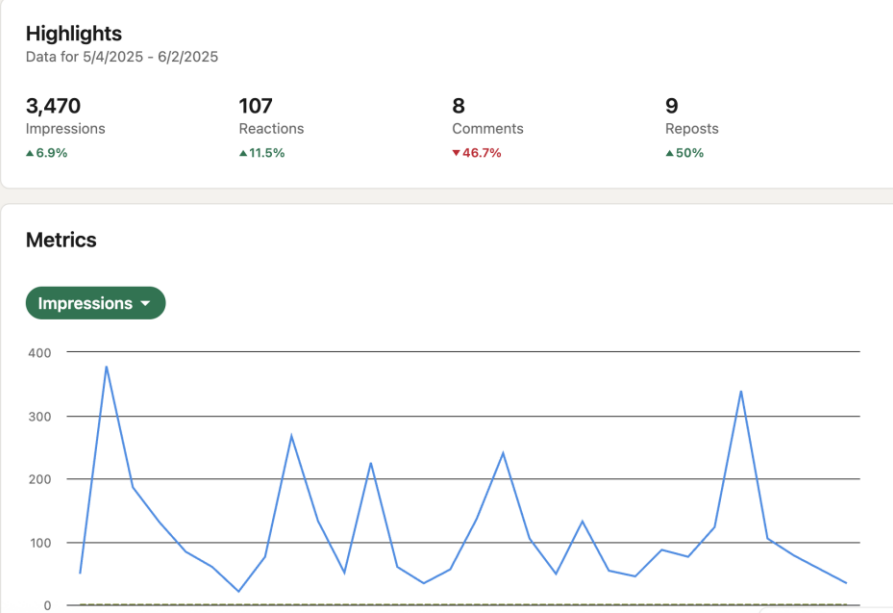 Highlights
Data for 5/4/2025 - 6/2/2025
3,470 107 8 9
Impressions Reactions Comments Reposts
▲6.9% ▲11.5% ▼46.7% ▲50%
Metrics
Impressions
400
300
200
100
0